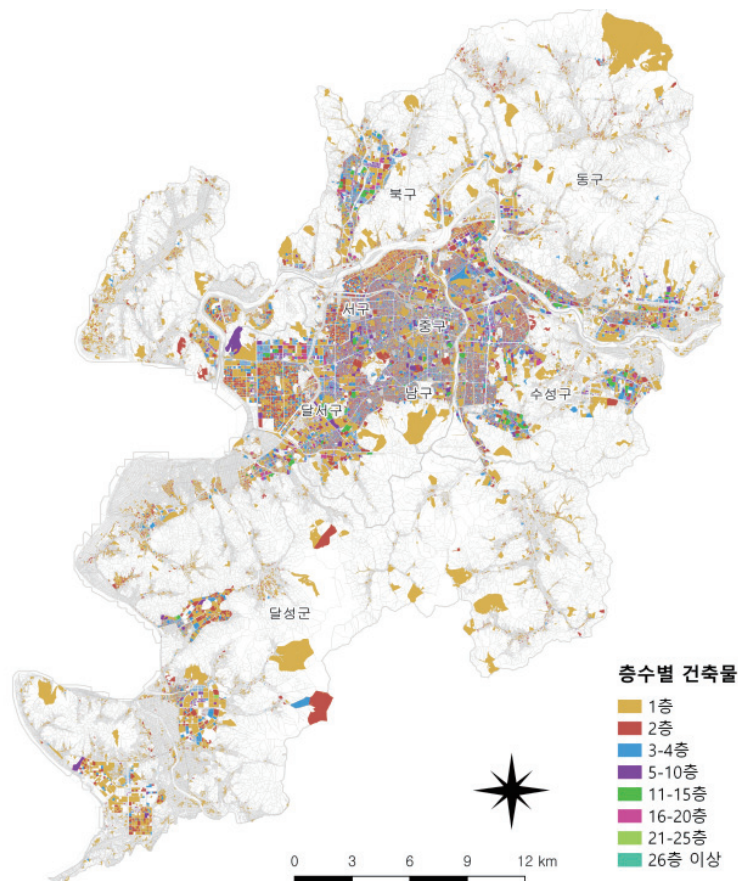 북구
동구
서구
중구
달서구
남구
수성구
달성군
층수별 건축물
1층
2층
3-4층
5-10층
11-15층
16-20층
21-25층
26층 이상
0 3 6 9 12 km